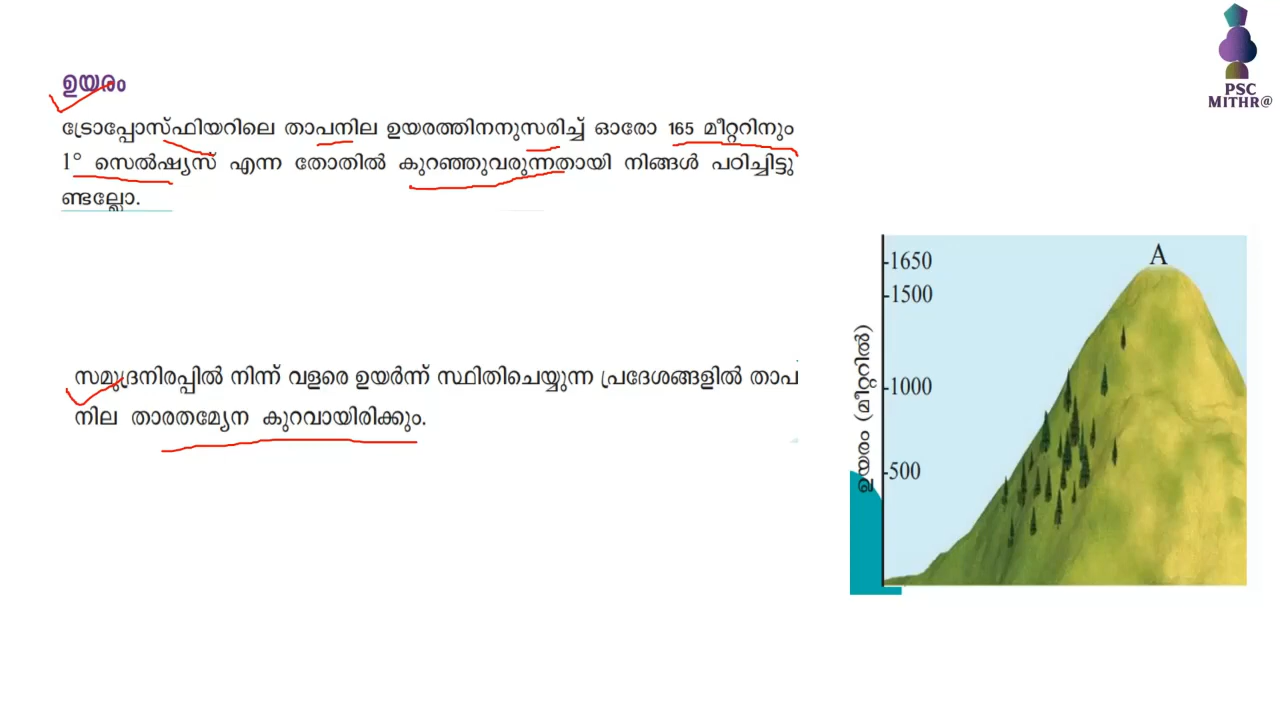 PSC
MITHR@
ഉയരം
ട്രോപ്പോസ്ഫിയറിലെ താപനില ഉയരത്തിനനുസരിച്ച് ഓരോ 165 മീറ്ററിനും
1° സെൽഷ്യസ് എന്ന തോതിൽ കുറഞ്ഞുവരുന്നതായി നിങ്ങൾ പഠിച്ചിട്ടു
ണ്ടല്ലോ.
സമുദ്രനിരപ്പിൽ നിന്ന് വളരെ ഉയർന്ന് സ്ഥിതിചെയ്യുന്ന പ്രദേശങ്ങളിൽ താപ
നില താരതമ്യേന കുറവായിരിക്കും.
A
1650
1500
1000
500
ഉയരം (മീറ്ററിൽ)